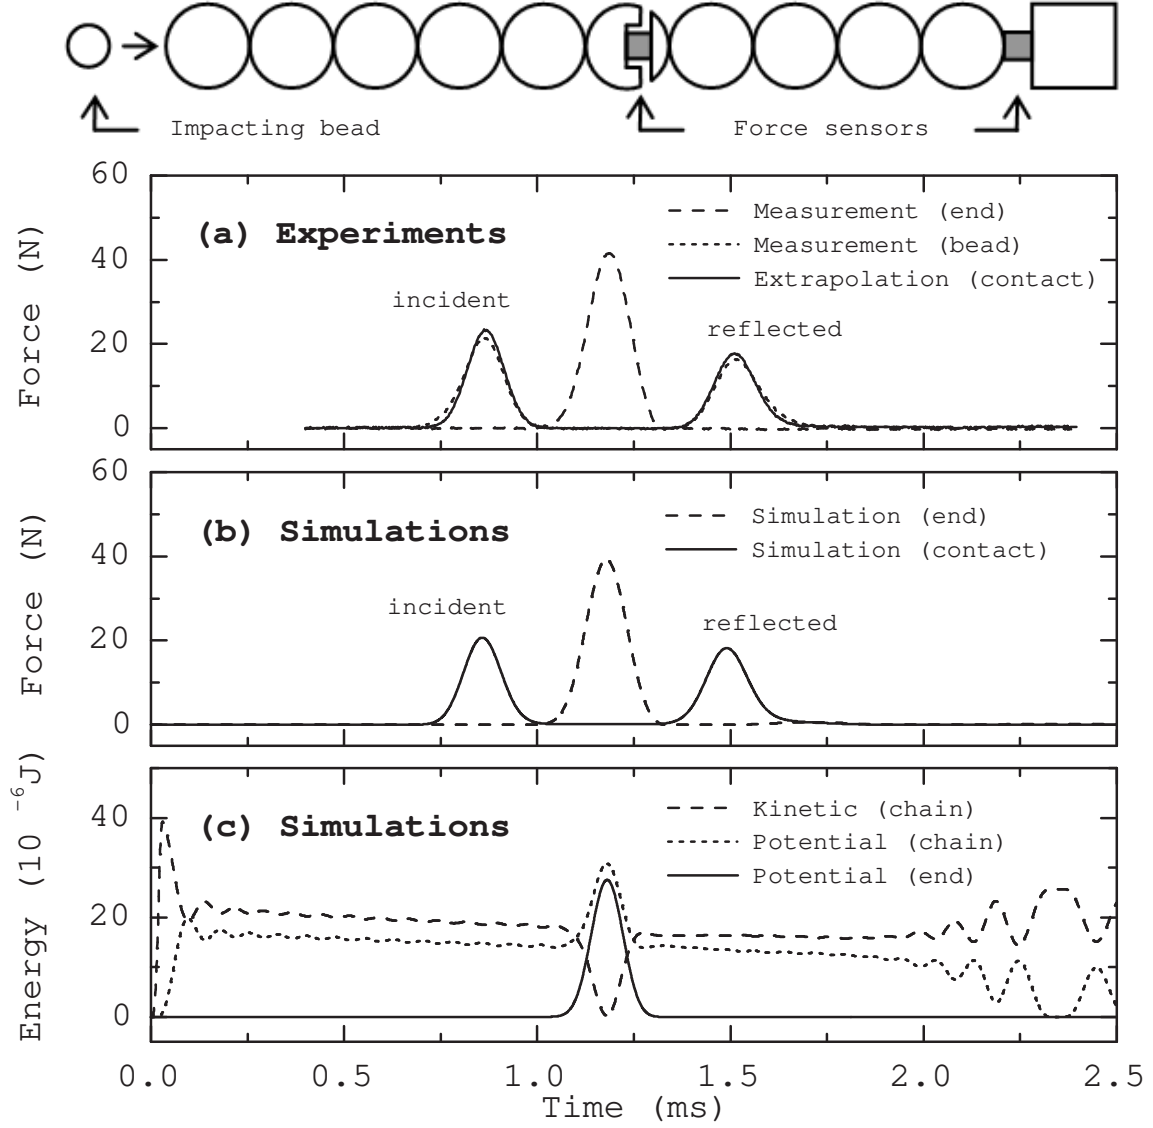 Impacting bead
Force sensors
60
40
20
0
Force (N)
(a) Experiments
Measurement (end)
Measurement (bead)
Extrapolation (contact)
incident
reflected
60
40
20
0
Force (N)
(b) Simulations
Simulation (end)
Simulation (contact)
incident
reflected
40
20
0
Energy (10 ⁻⁶J)
(c) Simulations
Kinetic (chain)
Potential (chain)
Potential (end)
0.0 0.5 1.0 1.5 2.0 2.5
Time (ms)